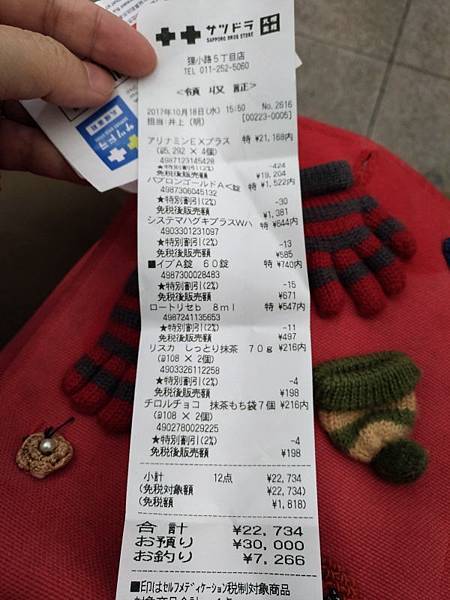 サツドラ
SAPPORO DRUG STORE
狸小路5丁目店
TEL 011-252-5060
<領 収 証>
2017年10月18日(水) 15:50 No.2616
担当:井上(明) [00223-0005]
アリナミンEXプラス 特 ¥21,168内
(@5,292 × 4個)
4987123145428
★特別割引(2%) -424
免税後販売額 ¥19,204
パブロンゴールドA<錠 特 ¥1,522内
4987306045132
★特別割引(2%) -30
免税後販売額 ¥1,381
システマハグキプラスWハ 特 ¥644内
4903301231097
★特別割引(2%) -13
免税後販売額 ¥585
■イブA錠 60錠 特 ¥740内
4987300028483
★特別割引(2%) -15
免税後販売額 ¥671
ロートリセb 8ml 特 ¥547内
4987241135653
★特別割引(2%) -11
免税後販売額 ¥497
リスカ しっとり抹茶 70g ¥216内
(@108 × 2個)
4903326112258
★特別割引(2%) -4
免税後販売額 ¥198
チロルチョコ 抹茶もち袋7個 ¥216内
(@108 × 2個)
4902780029225
★特別割引(2%) -4
免税後販売額 ¥198
小計 12点 ¥22,734
(免税対象額 ¥22,734)
(免税額 ¥1,818)
合計 ¥22,734
お預り ¥30,000
お釣り ¥7,266
■印はセルフメディケーション税制対象商品